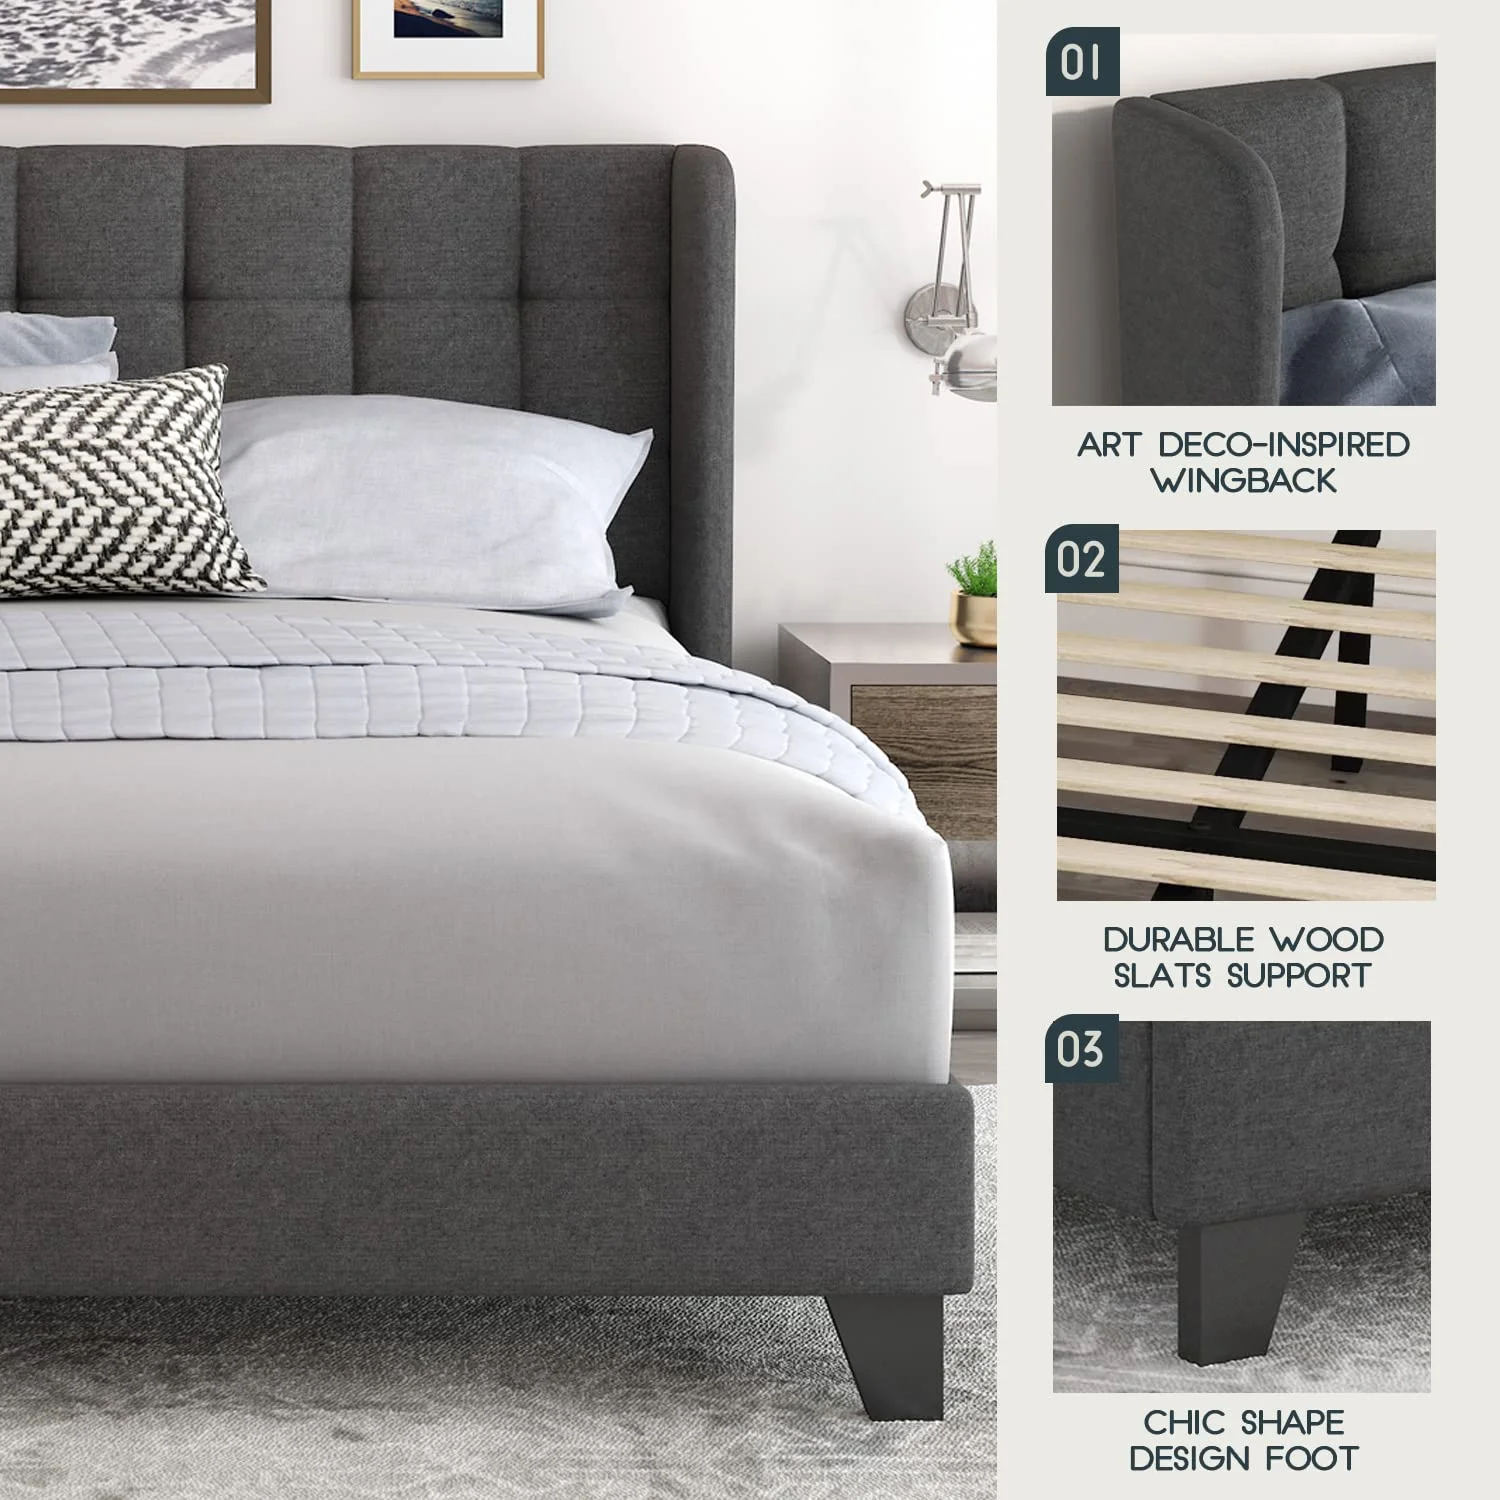 01
ART DECO-INSPIRED
WINGBACK
02
DURABLE WOOD
SLATS SUPPORT
03
CHIC SHAPE
DESIGN FOOT